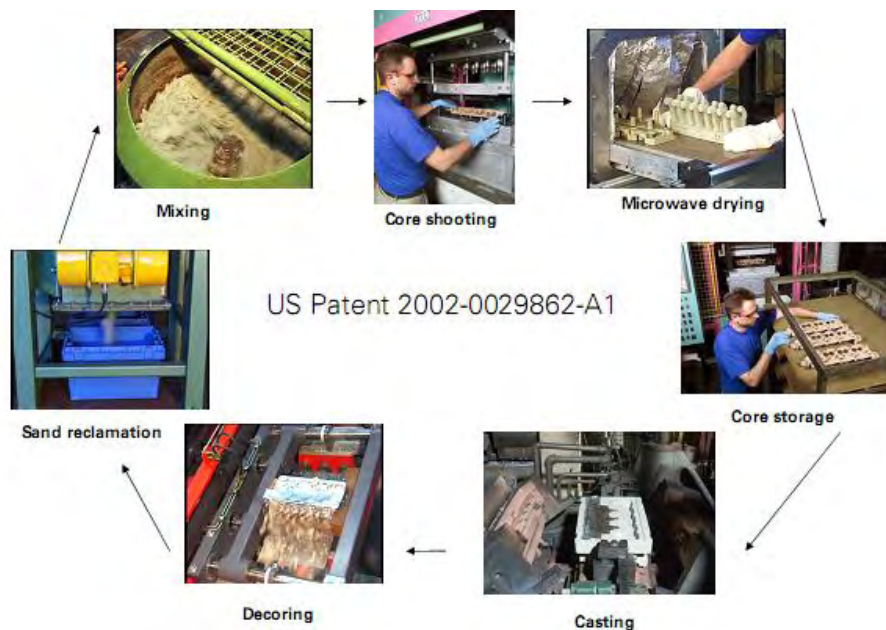 Mixing
Core shooting
Microwave drying
US Patent 2002-0029862-A1
Core storage
Sand reclamation
Decoring
Casting